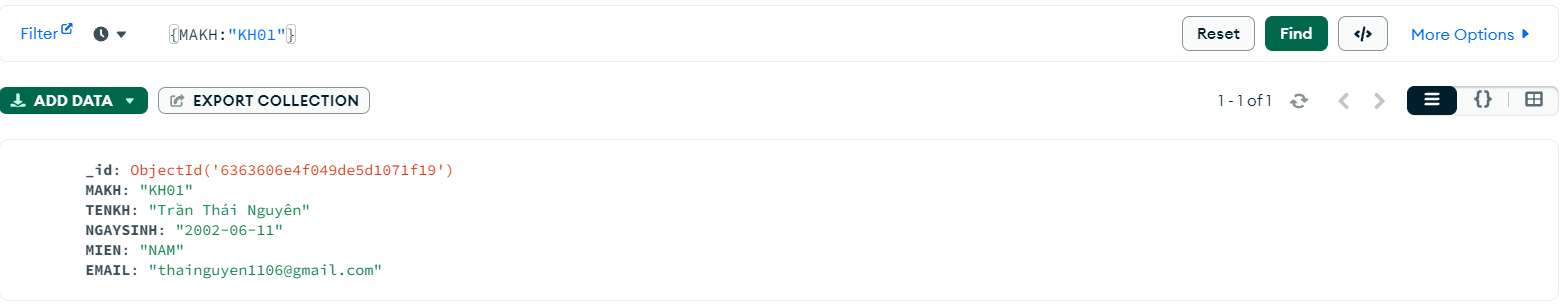 Filter {MAKH:"KH01"} Reset Find </> More Options
ADD DATA EXPORT COLLECTION 1 - 1 of 1 {}
_id: ObjectId('6363606e4f049de5d1071f19')
MAKH: "KH01"
TENKH: "Trần Thái Nguyên"
NGAYSINH: "2002-06-11"
MIEN: "NAM"
EMAIL: "thainguyen1106@gmail.com"